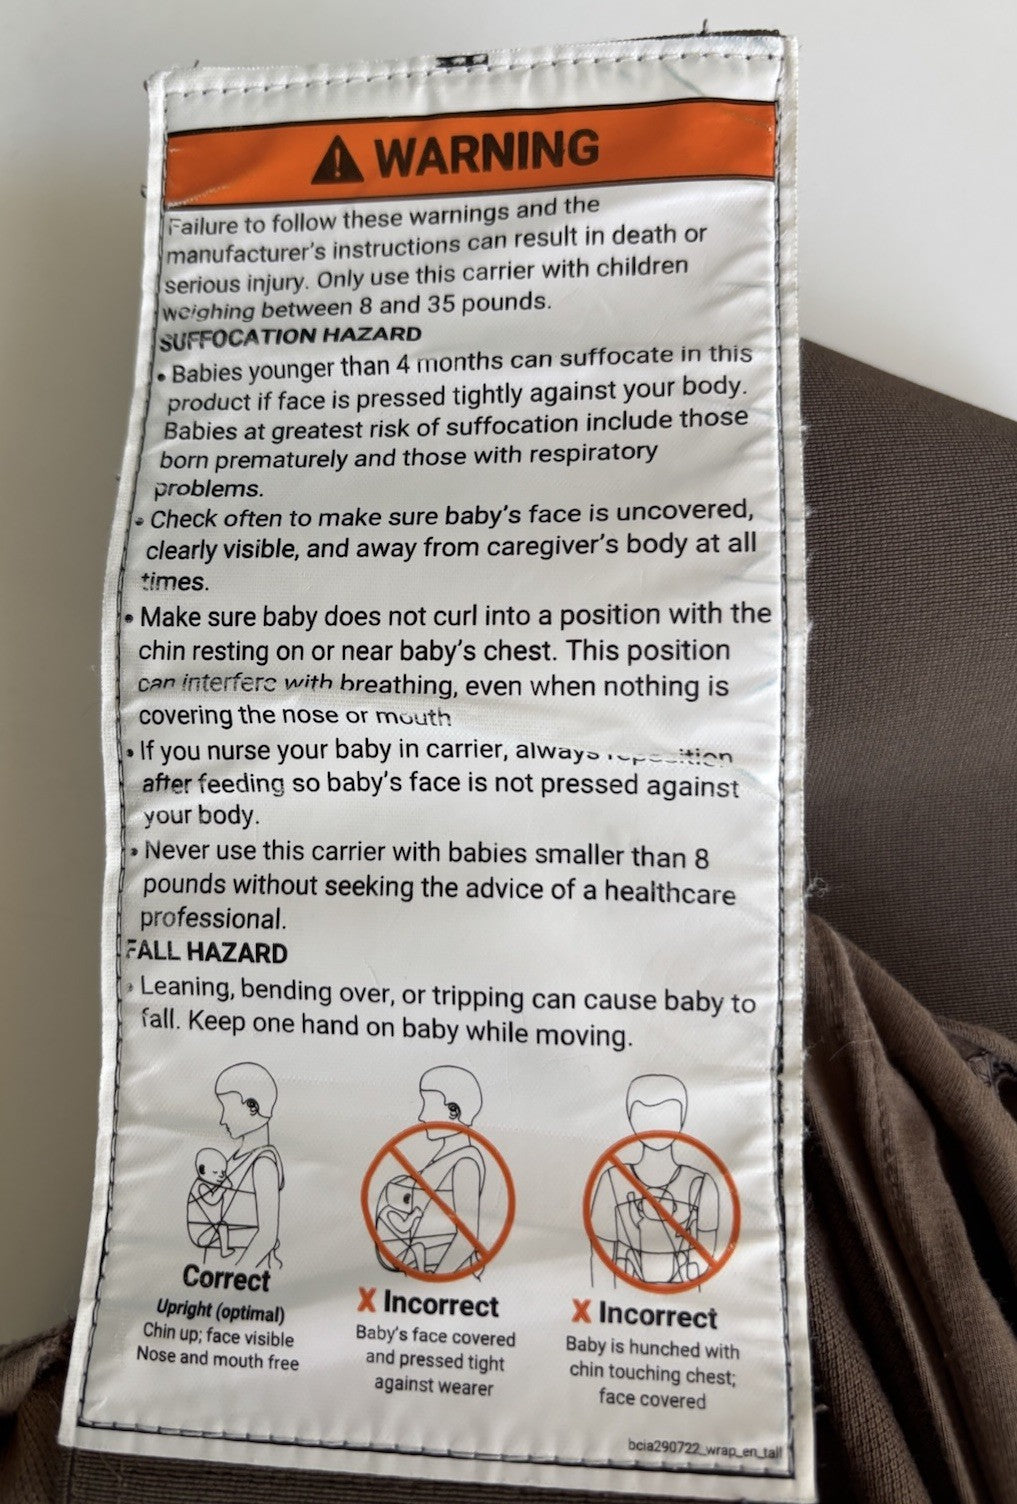 WARNING
Failure to follow these warnings and the
manufacturer's instructions can result in death or
serious injury. Only use this carrier with children
weighing between 8 and 35 pounds.
SUFFOCATION HAZARD
• Babies younger than 4 months can suffocate in this
product if face is pressed tightly against your body.
Babies at greatest risk of suffocation include those
born prematurely and those with respiratory
problems.
• Check often to make sure baby's face is uncovered,
clearly visible, and away from caregiver's body at all
times.
• Make sure baby does not curl into a position with the
chin resting on or near baby's chest. This position
can interfere with breathing, even when nothing is
covering the nose or mouth
• If you nurse your baby in carrier, always reposition
after feeding so baby's face is not pressed against
your body.
• Never use this carrier with babies smaller than 8
pounds without seeking the advice of a healthcare
professional.
FALL HAZARD
• Leaning, bending over, or tripping can cause baby to
fall. Keep one hand on baby while moving.
Correct
Upright (optimal)
Chin up; face visible
Nose and mouth free
X Incorrect
Baby's face covered
and pressed tight
against wearer
X Incorrect
Baby is hunched with
chin touching chest;
face covered
bcia290722_wrap_en_tail